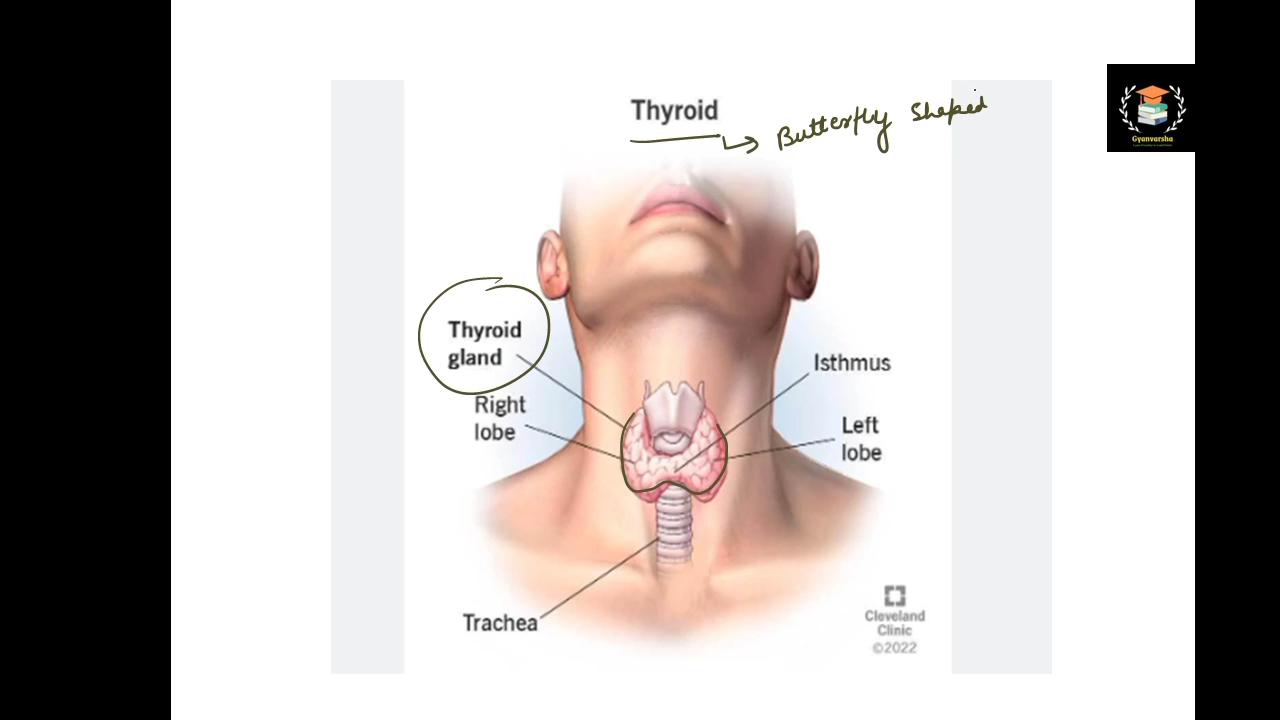 Thyroid
Butterfly Shaped
Gyanvarsha
Thyroid
gland
Right
lobe
Isthmus
Left
lobe
Trachea
Cleveland
Clinic
©2022